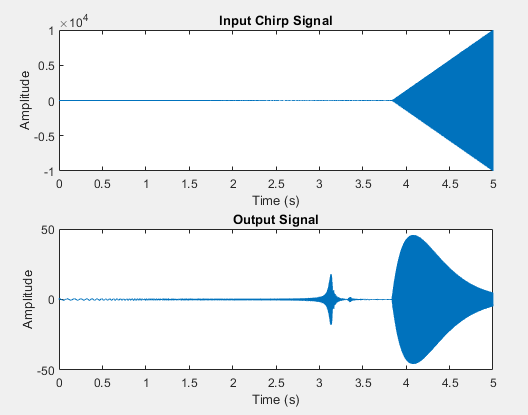 Input Chirp Signal
×10⁴
1
0.5
0
-0.5
-1
Amplitude
0 0.5 1 1.5 2 2.5 3 3.5 4 4.5 5
Time (s)
Output Signal
50
0
-50
Amplitude
0 0.5 1 1.5 2 2.5 3 3.5 4 4.5 5
Time (s)